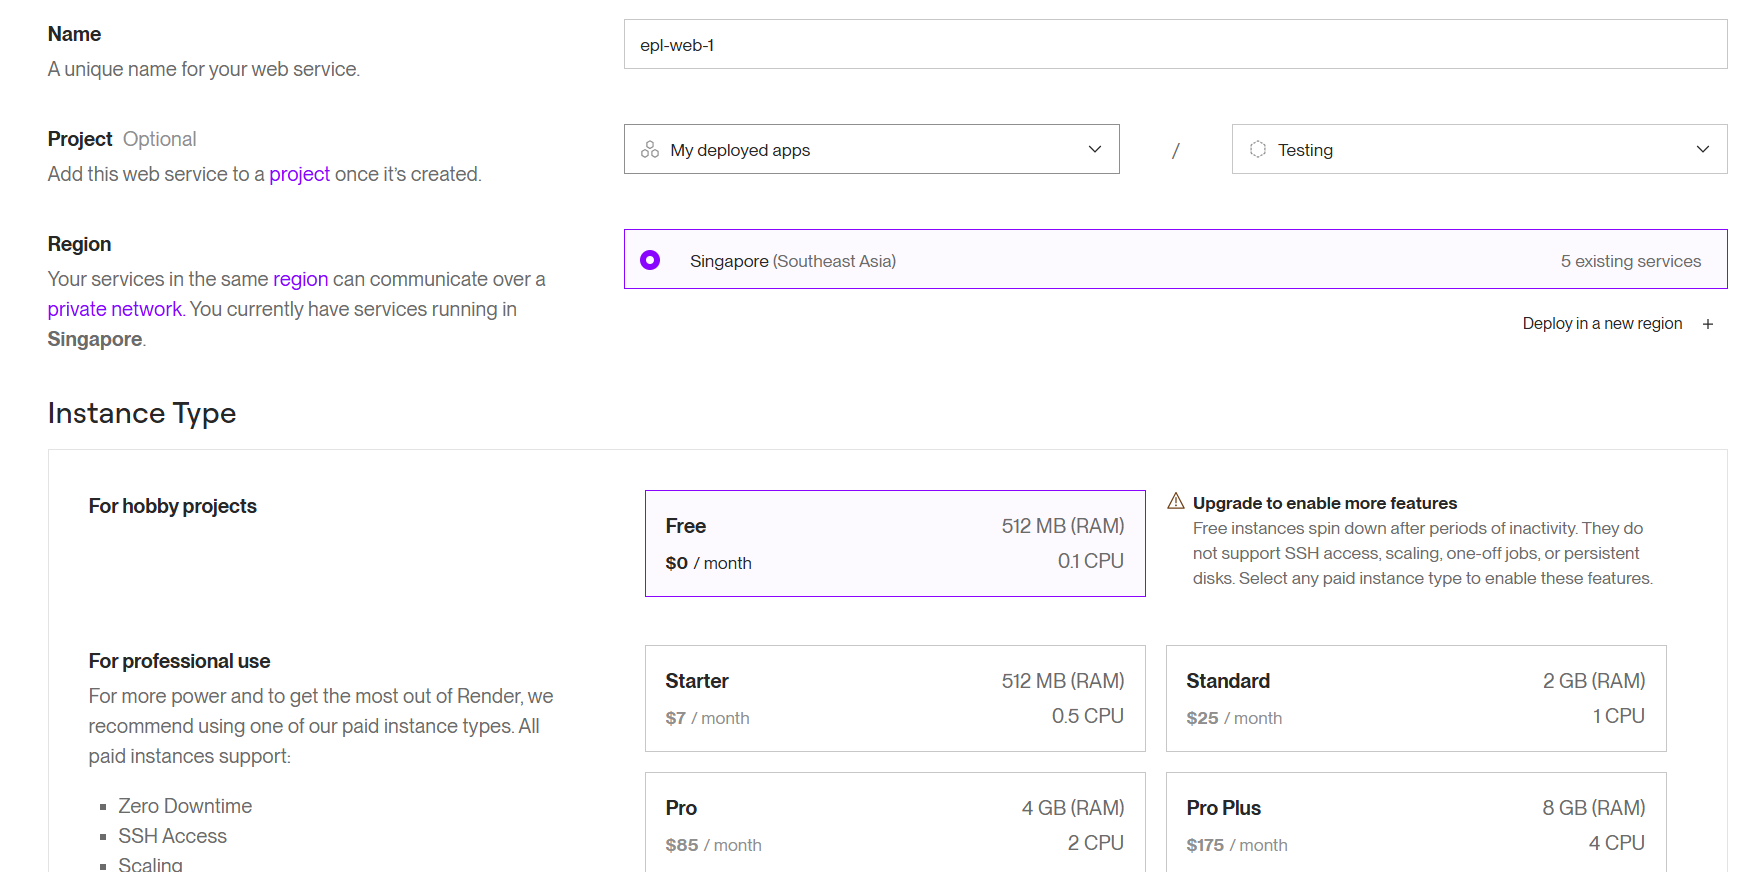 Name
A unique name for your web service.
epl-web-1
Project Optional
Add this web service to a project once it's created.
My deployed apps / Testing
Region
Your services in the same region can communicate over a
private network. You currently have services running in
Singapore.
Singapore (Southeast Asia) 5 existing services
Deploy in a new region +
Instance Type
For hobby projects
Free 512 MB (RAM)
$0 / month 0.1 CPU
Upgrade to enable more features
Free instances spin down after periods of inactivity. They do
not support SSH access, scaling, one-off jobs, or persistent
disks. Select any paid instance type to enable these features.
For professional use
For more power and to get the most out of Render, we
recommend using one of our paid instance types. All
paid instances support:
Zero Downtime
SSH Access
Scaling
Starter 512 MB (RAM)
$7 / month 0.5 CPU
Standard 2 GB (RAM)
$25 / month 1 CPU
Pro 4 GB (RAM)
$85 / month 2 CPU
Pro Plus 8 GB (RAM)
$175 / month 4 CPU